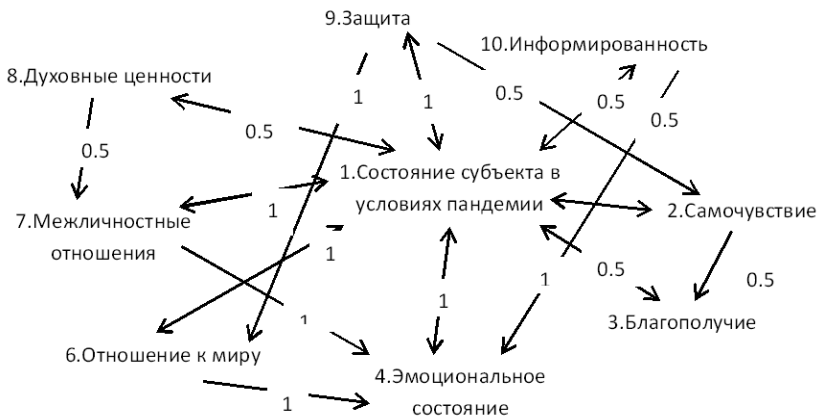 9.Защита
10.Информированность
8.Духовные ценности
1
1
0.5
0.5
0.5
0.5
0.5
1.Состояние субъекта в
условиях пандемии
7.Межличностные
отношения
1
2.Самочувствие
1
0.5
1
0.5
1
1
3.Благополучие
6.Отношение к миру
4.Эмоциональное
состояние
1